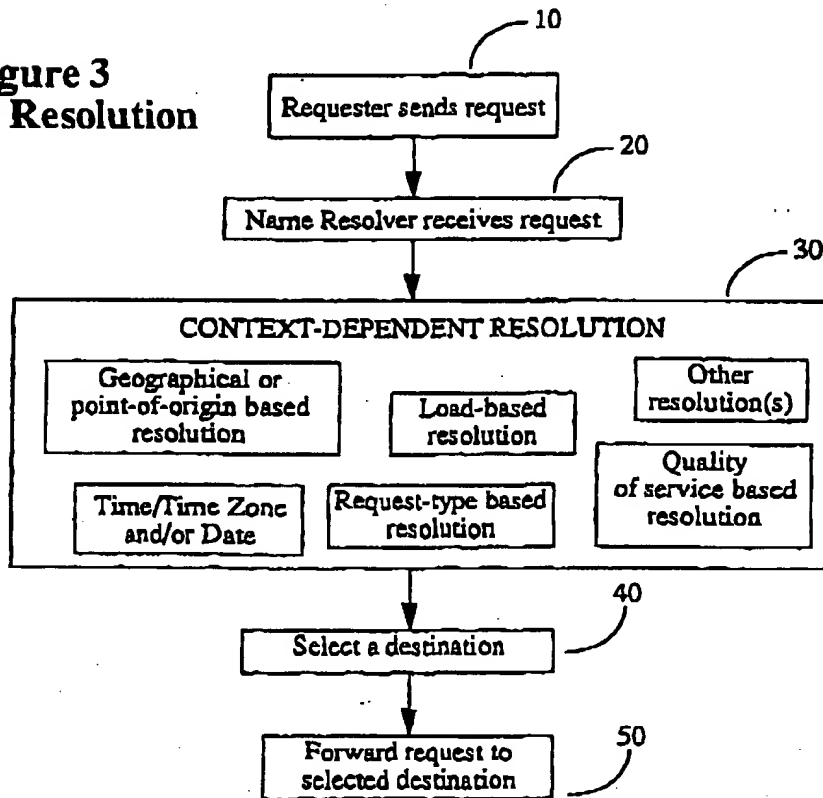 gure 3
Resolution
10
Requester sends request
20
Name Resolver receives request
30
CONTEXT-DEPENDENT RESOLUTION
Geographical or
point-of-origin based
resolution
Load-based
resolution
Other
resolution(s)
Time/Time Zone
and/or Date
Request-type based
resolution
Quality
of service based
resolution
40
Select a destination
50
Forward request to
selected destination